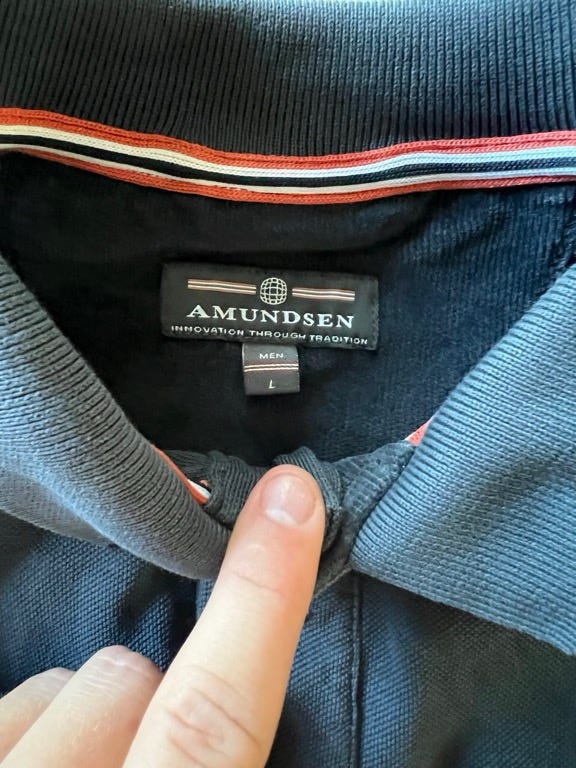 AMUNDSEN
INNOVATION THROUGH TRADITION
MEN
L